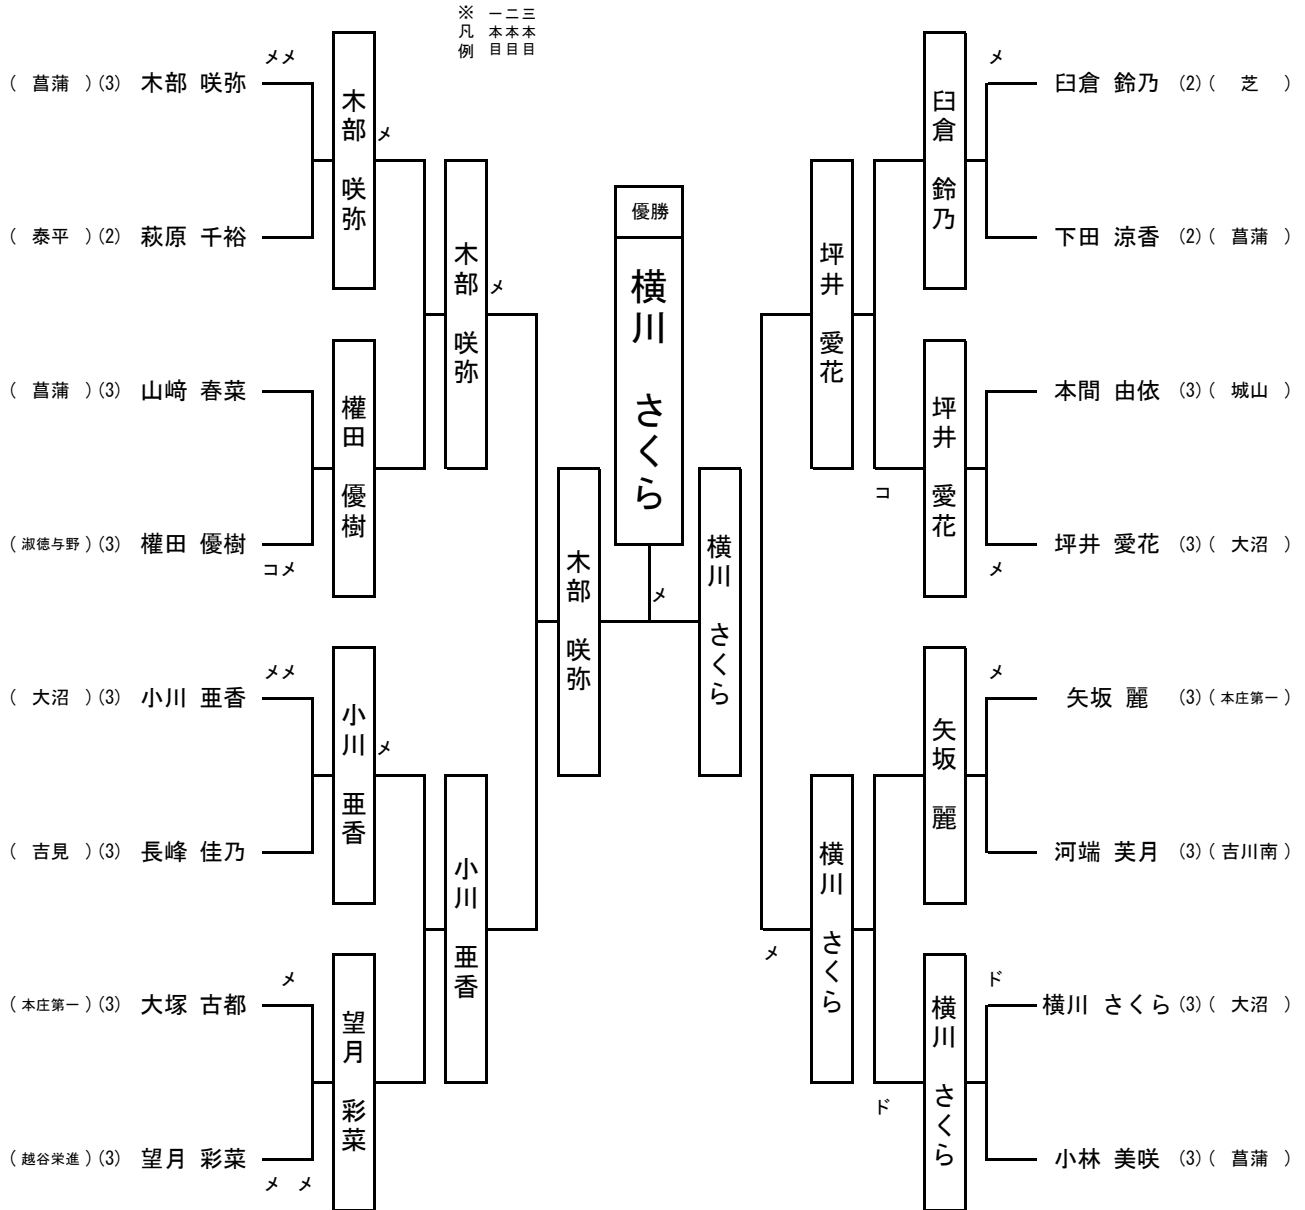 ※凡例
一本目
二本目
三本目
(菖蒲)(3) 木部 咲弥
メメ
(泰平)(2) 萩原 千裕
木部 咲弥
メ
(菖蒲)(3) 山﨑 春菜
(淑徳与野)(3) 權田 優樹
コメ
權田 優樹
木部 咲弥
メ
(大沼)(3) 小川 亜香
メメ
(吉見)(3) 長峰 佳乃
小川 亜香
メ
(本庄第一)(3) 大塚 古都
メ
(越谷栄進)(3) 望月 彩菜
メ メ
望月 彩菜
小川 亜香
木部 咲弥
優勝
横川 さくら
メ
横川 さくら
坪井 愛花
臼倉 鈴乃
メ
臼倉 鈴乃 (2)(芝)
下田 涼香 (2)(菖蒲)
コ
坪井 愛花
本間 由依 (3)(城山)
メ
坪井 愛花 (3)(大沼)
メ
横川 さくら
矢坂 麗
メ
矢坂 麗 (3)(本庄第一)
河端 芙月 (3)(吉川南)
ド
横川 さくら
ド
横川 さくら (3)(大沼)
小林 美咲 (3)(菖蒲)